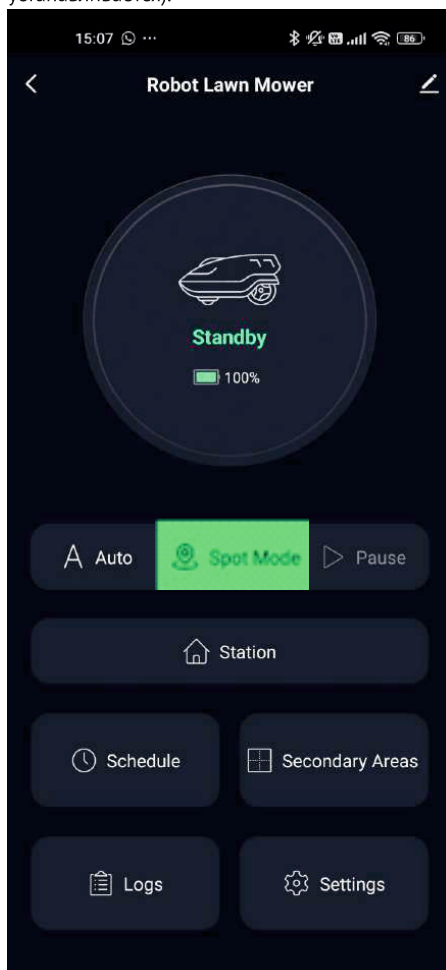 15:07 ...
86
Robot Lawn Mower
Standby
100%
A Auto
Spot Mode
Pause
Station
Schedule
Secondary Areas
Logs
Settings